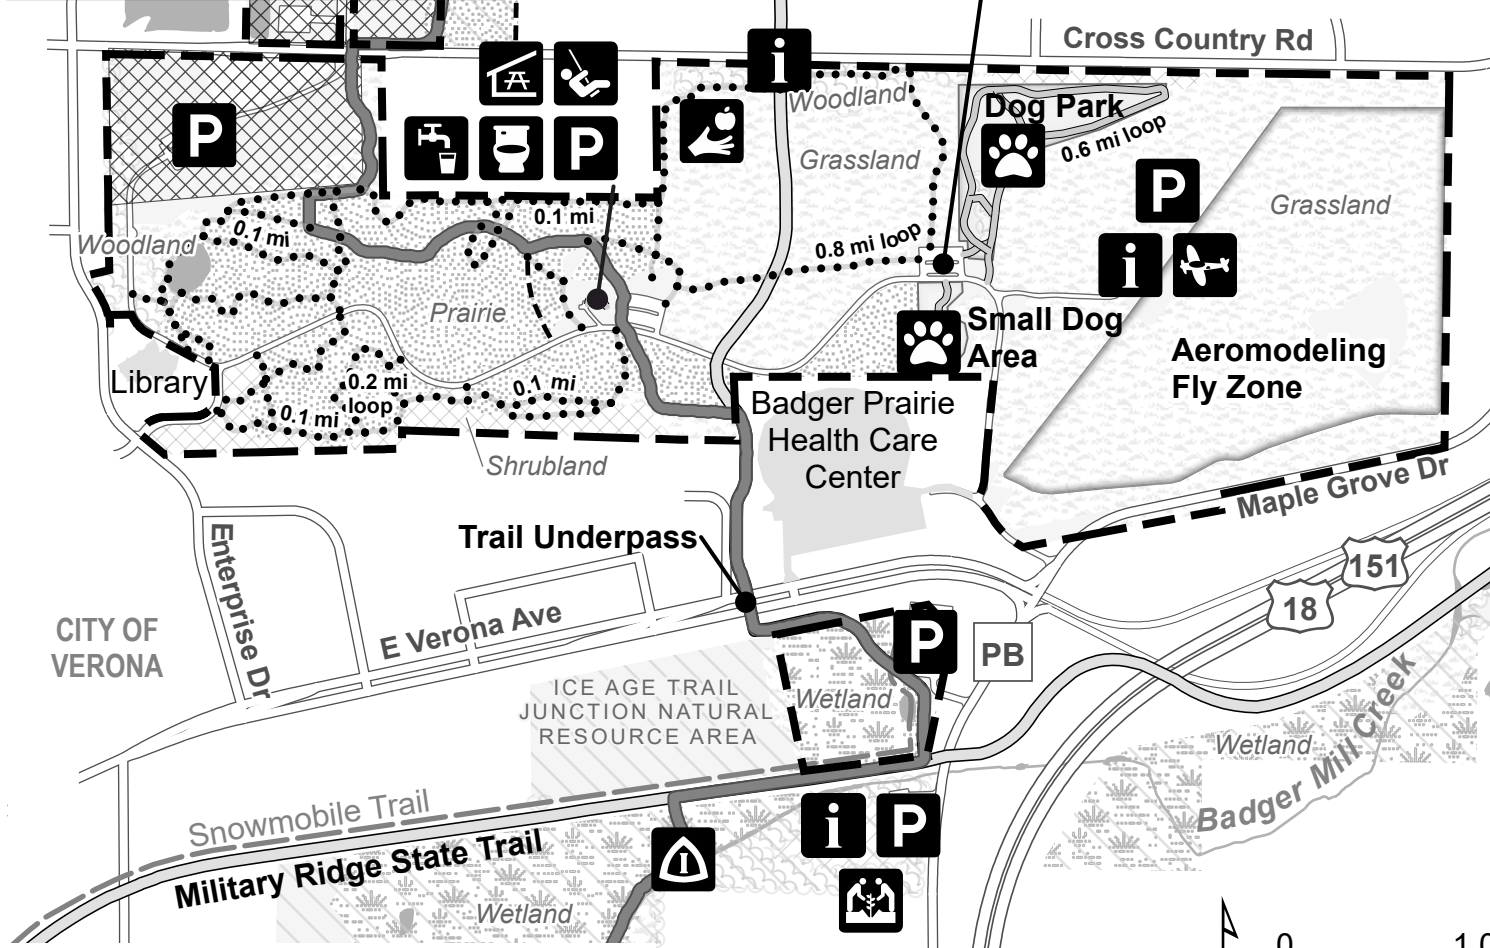 Cross Country Rd
i
Woodland
Dog Park
P
0.6 mi loop
Grassland
P
P
Grassland
0.1 mi
0.1 mi
0.8 mi loop
Woodland
i
Prairie
Small Dog
Area
Aeromodeling
Fly Zone
Library
0.2 mi
loop
0.1 mi
0.1 mi
Badger Prairie
Health Care
Center
Shrubland
Maple Grove Dr
Trail Underpass
151
18
Enterprise Dr
E Verona Ave
CITY OF
VERONA
P
PB
ICE AGE TRAIL
JUNCTION NATURAL
RESOURCE AREA
Wetland
Wetland
Badger Mill Creek
Snowmobile Trail
Military Ridge State Trail
i
P
I
Wetland
0